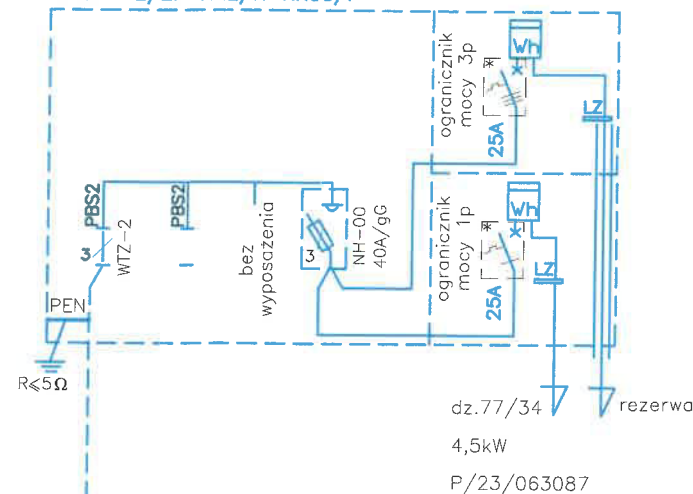 Wh
ogranicznik
mocy 3p
*
25A
LZ
PBS2
3
WTZ-2
PBS2
bez
wyposażenia
3
NH-00
40A/gG
Wh
ogranicznik
mocy 1p
*
25A
LZ
PEN
R⩽5Ω
dz.77/34
rezerwa
4,5kW
P/23/063087